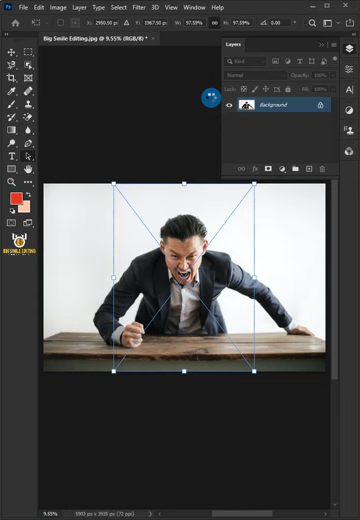 Ps File Edit Image Layer Type Select Filter 3D View Window Help
X: 2950.50 px Y: 1967.50 px W: 97.59% H: 97.59% 0.00
Big Smile Editing.jpg @ 9.55% (RGB/8) *
Layers
Kind
Normal Opacity: 100%
Lock: Fill: 100%
Background
T
BIG SMILE EDITING
9.55% 5903 px x 3935 px (72 ppi)